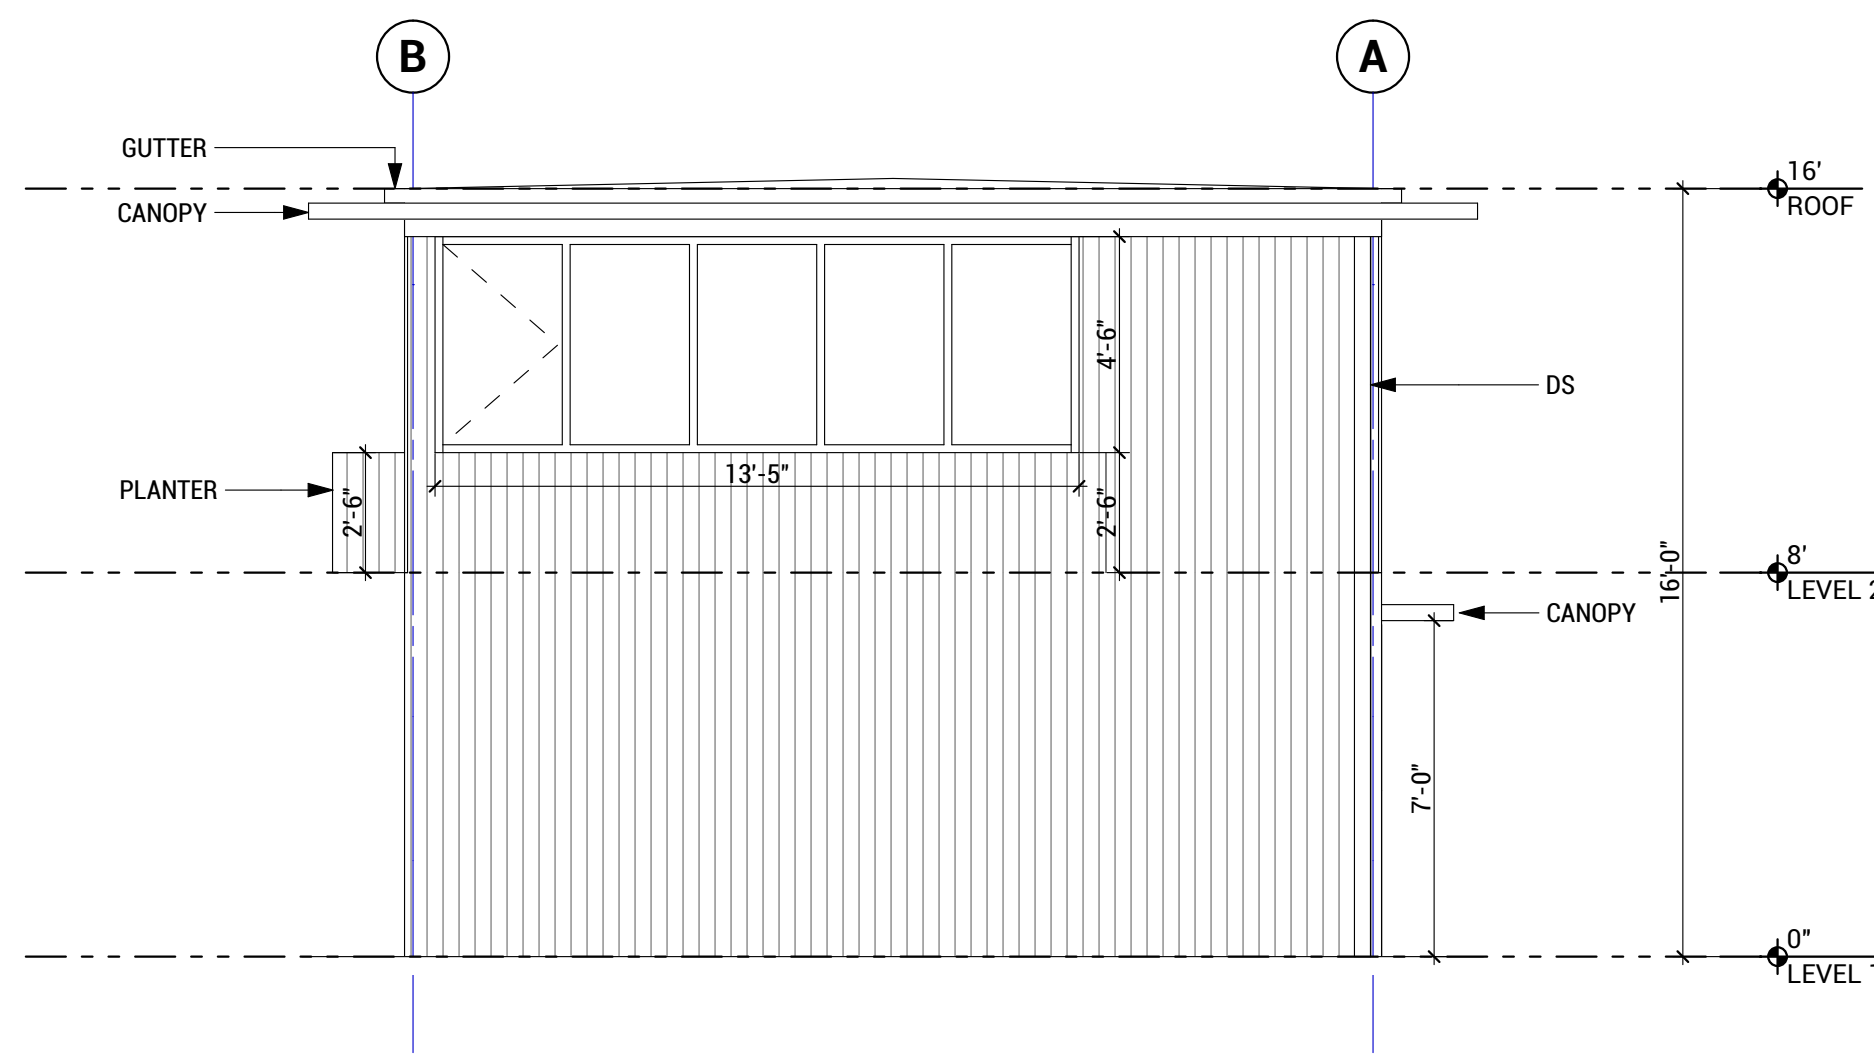 B
A
GUTTER
16'
ROOF
CANOPY
4'-6"
DS
13'-5"
PLANTER
2'-6"
2'-6"
8'
LEVEL 2
16'-0"
CANOPY
7'-0"
0"
LEVEL